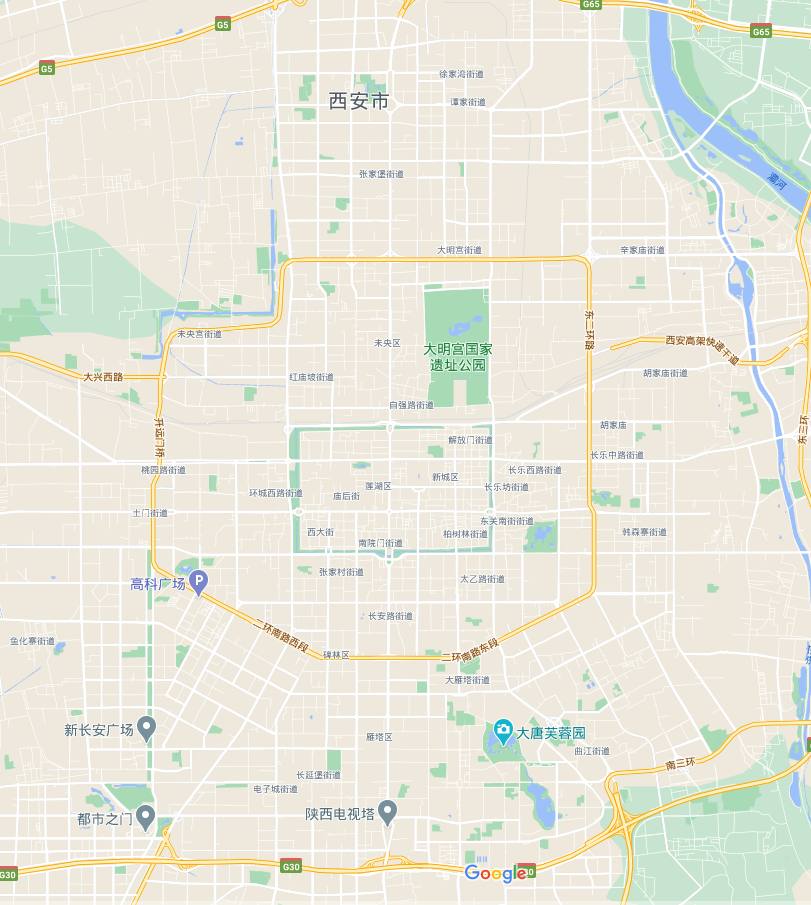 G65
G5
G65
G5
徐家湾街道
西安市
谭家街道
张家堡街道
灞河
大明宫街道
辛家庙街道
未央宫街道
东二环路
未央区
西安高架快速干道
大明宫国家
遗址公园
大兴西路
红庙坡街道
胡家庙街道
自强路街道
开远门桥
胡家庙
东三环
解放门街道
长乐中路街道
桃园路街道
长乐西路街道
新城区
莲湖区
长乐坊街道
环城西路街道
庙后街
土门街道
东关南街街道
西大街
柏树林街道
韩森寨街道
南院门街道
张家村街道
太乙路街道
高科广场
P
长安路街道
二环南路西段
鱼化寨街道
碑林区
二环南路东段
大雁塔街道
新长安广场
大唐芙蓉园
雁塔区
曲江街道
南三环
长延堡街道
电子城街道
陕西电视塔
都市之门
G30
G30
Google